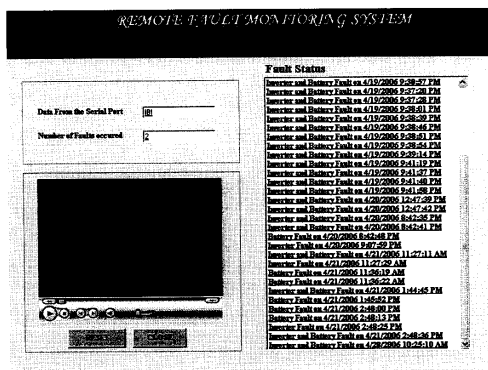 REMOTE FAULT MONITORING SYSTEM
Data From the Serial Port
IBI
Number of Faults occured
2
Fault Status
Inverter and Battery Fault on 4/19/2006 9:38:57 PM
Inverter and Battery Fault on 4/19/2006 9:37:20 PM
Inverter and Battery Fault on 4/19/2006 9:37:28 PM
Inverter and Battery Fault on 4/19/2006 9:38:01 PM
Inverter and Battery Fault on 4/19/2006 9:38:39 PM
Inverter and Battery Fault on 4/19/2006 9:38:46 PM
Inverter and Battery Fault on 4/19/2006 9:38:51 PM
Inverter and Battery Fault on 4/19/2006 9:38:54 PM
Inverter and Battery Fault on 4/19/2006 9:39:14 PM
Inverter and Battery Fault on 4/19/2006 9:41:19 PM
Inverter and Battery Fault on 4/19/2006 9:41:37 PM
Inverter and Battery Fault on 4/19/2006 9:41:40 PM
Inverter and Battery Fault on 4/19/2006 9:41:58 PM
Inverter and Battery Fault on 4/20/2006 12:47:39 PM
Inverter and Battery Fault on 4/20/2006 12:47:42 PM
Inverter and Battery Fault on 4/20/2006 8:42:35 PM
Inverter and Battery Fault on 4/20/2006 8:42:41 PM
Battery Fault on 4/20/2006 8:42:48 PM
Inverter Fault on 4/20/2006 9:07:59 PM
Inverter and Battery Fault on 4/21/2006 11:27:11 AM
Inverter Fault on 4/21/2006 11:27:29 AM
Battery Fault on 4/21/2006 11:36:19 AM
Battery Fault on 4/21/2006 11:36:22 AM
Inverter and Battery Fault on 4/21/2006 1:44:45 PM
Battery Fault on 4/21/2006 1:45:52 PM
Battery Fault on 4/21/2006 2:48:00 PM
Battery Fault on 4/21/2006 2:48:13 PM
Inverter Fault on 4/21/2006 2:48:25 PM
Inverter and Battery Fault on 4/21/2006 2:48:36 PM
Inverter and Battery Fault on 4/28/2006 10:25:10 AM